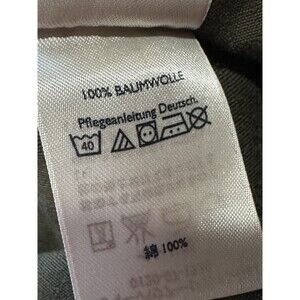 100% BAUMWOLLE
Pflegeanleitung Deutsch.
40
綿 100%